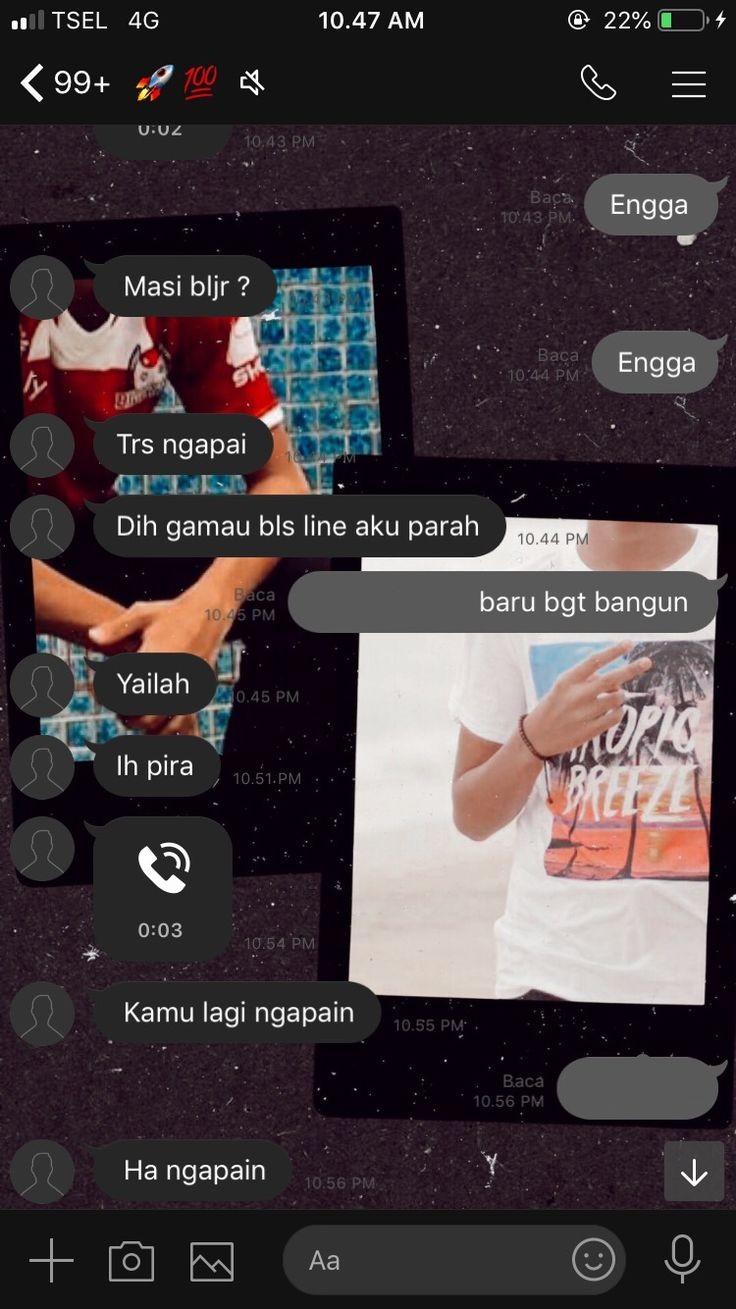 TSEL 4G 10.47 AM 22%
99+ 🚀💯
0:02
10.43 PM
Baca
10.43 PM
Engga
Masi bljr ?
Baca
10.44 PM
Engga
Trs ngapai
Dih gamau bls line aku parah
10.44 PM
Baca
10.45 PM
baru bgt bangun
Yailah
0.45 PM
Ih pira
10.51 PM
0:03
10.54 PM
Kamu lagi ngapain
10.55 PM
Baca
10.56 PM
Ha ngapain
10.56 PM
TROPIC
BREEZE
Aa